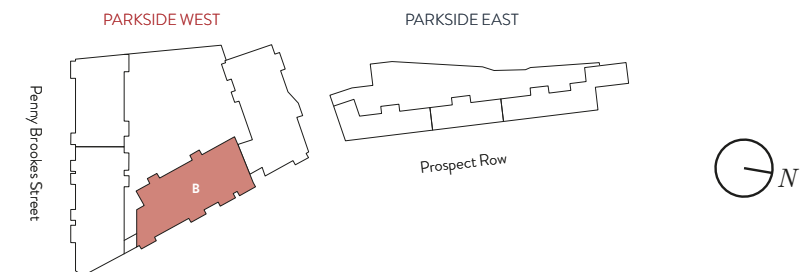 PARKSIDE WEST
PARKSIDE EAST
Penny Brookes Street
B
Prospect Row
N